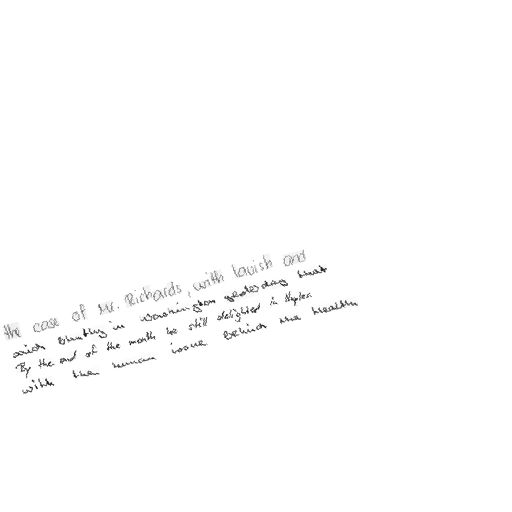 the case of Mr. Richards, with lavish and
said bluntly in Washington yesterday that
By the end of the month he still delighted in Naples
with the human issue behind the Health